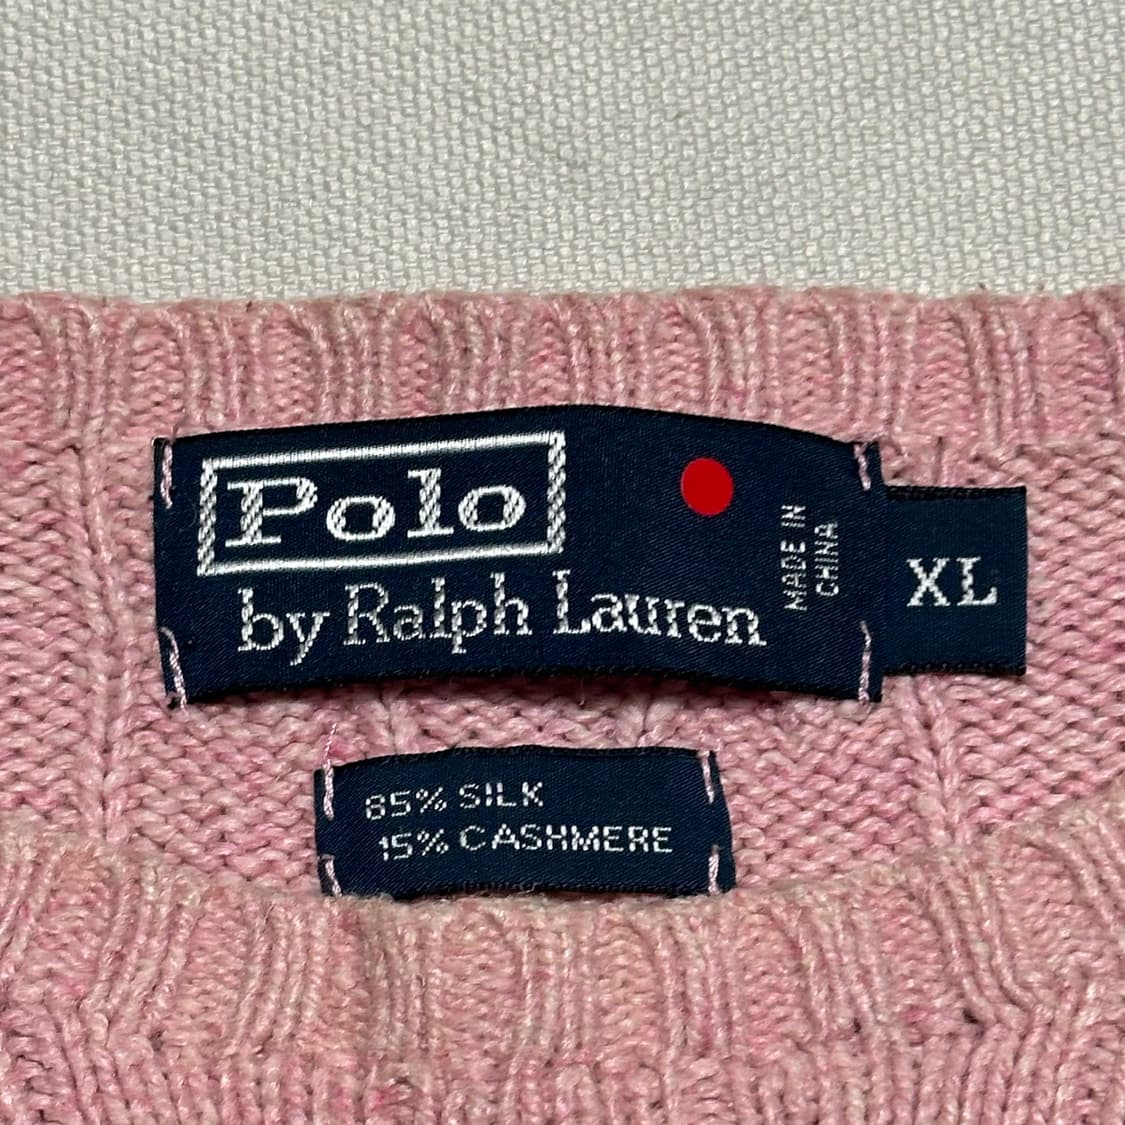 Polo
by Ralph Lauren
MADE IN
CHINA
XL
85% SILK
15% CASHMERE